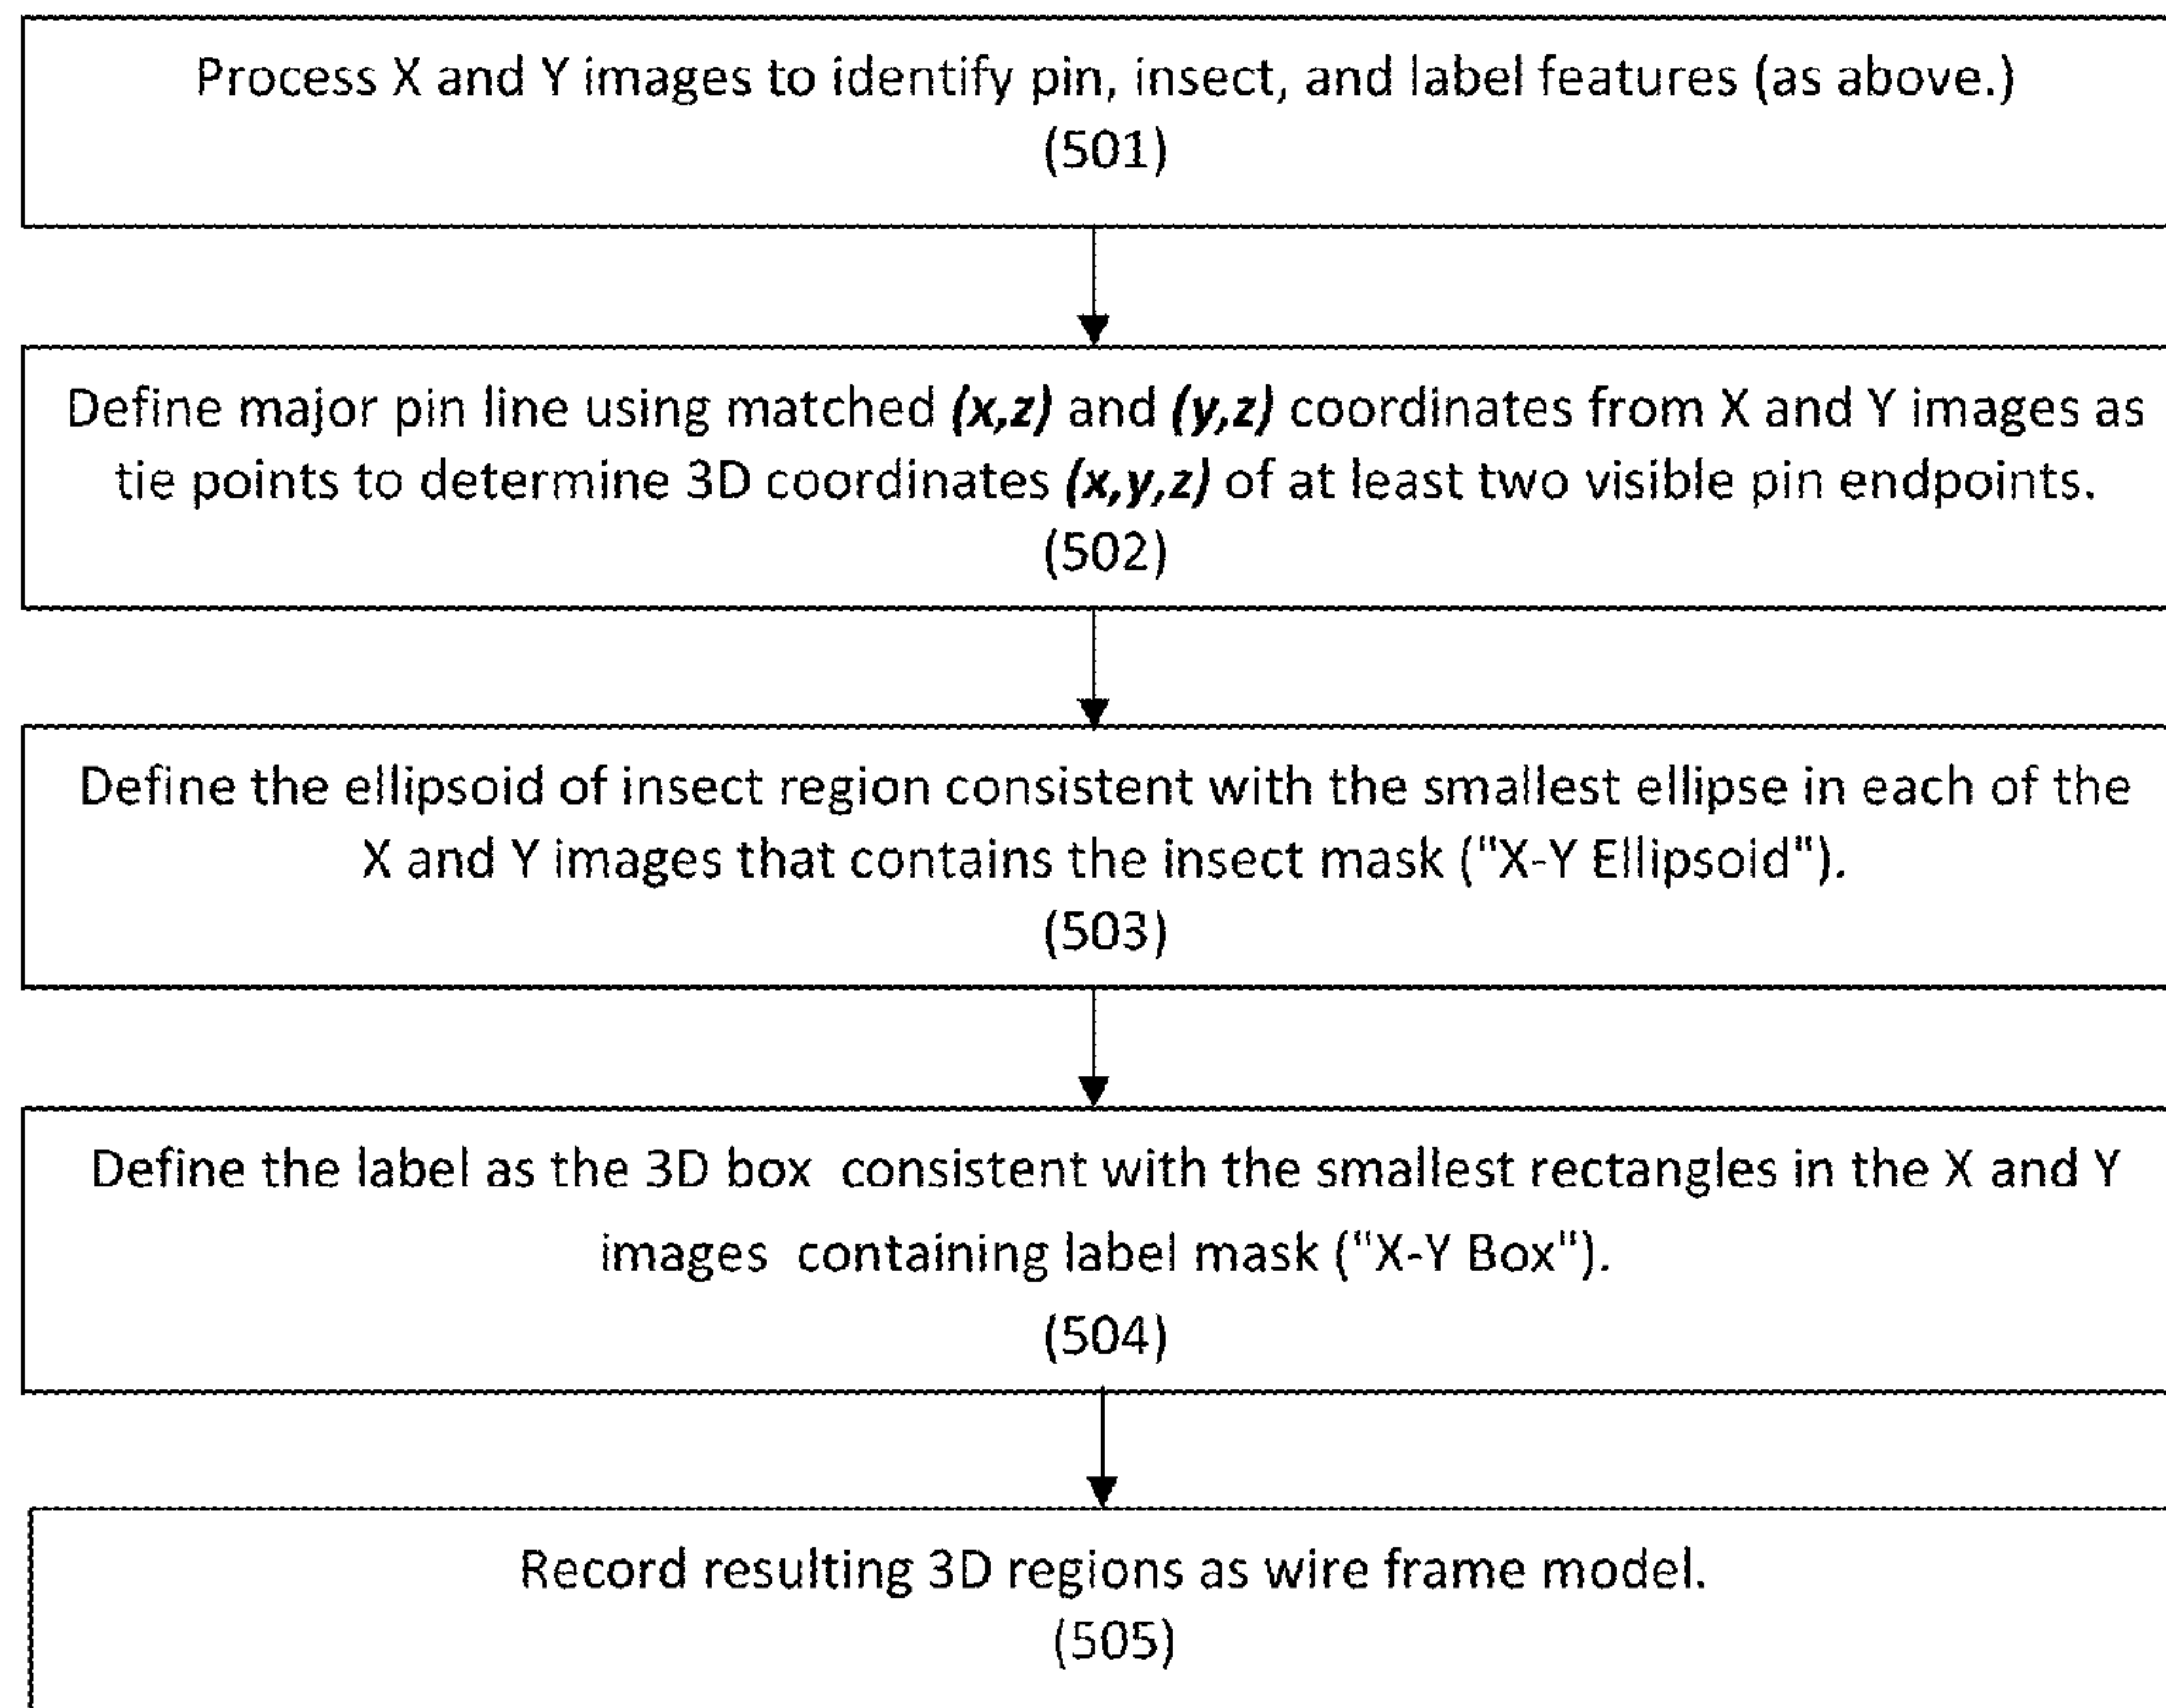 Process X and Y images to identify pin, insect, and label features (as above.)
(501)
Define major pin line using matched (x,z) and (y,z) coordinates from X and Y images as
tie points to determine 3D coordinates (x,y,z) of at least two visible pin endpoints.
(502)
Define the ellipsoid of insect region consistent with the smallest ellipse in each of the
X and Y images that contains the insect mask ("X-Y Ellipsoid").
(503)
Define the label as the 3D box consistent with the smallest rectangles in the X and Y
images containing label mask ("X-Y Box").
(504)
Record resulting 3D regions as wire frame model.
(505)